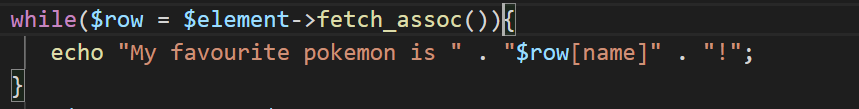 while($row = $element->fetch_assoc()){
echo "My favourite pokemon is " . "$row[name]" . "!";
}